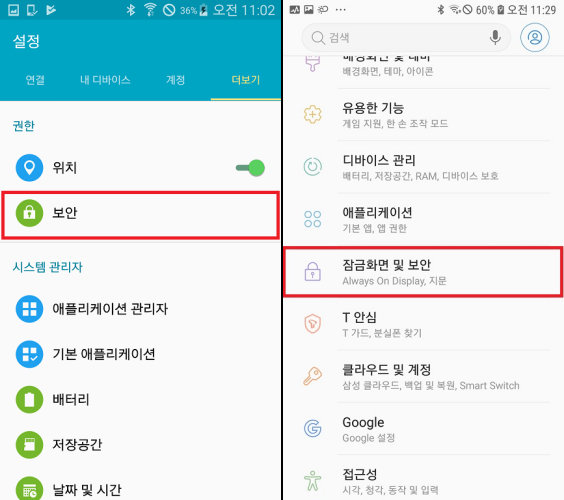 36% 오전 11:02
설정
연결 내 디바이스 계정 더보기
권한
위치
보안
시스템 관리자
애플리케이션 관리자
기본 애플리케이션
배터리
저장공간
날짜 및 시간
60% 오전 11:29
검색
배경화면 및 테마
배경화면, 테마, 아이콘
유용한 기능
게임 지원, 한 손 조작 모드
디바이스 관리
배터리, 저장공간, RAM, 디바이스 보호
애플리케이션
기본 앱, 앱 권한
잠금화면 및 보안
Always On Display, 지문
T 안심
T 가드, 분실폰 찾기
클라우드 및 계정
삼성 클라우드, 백업 및 복원, Smart Switch
Google
Google 설정
접근성
시각, 청각, 동작 및 입력